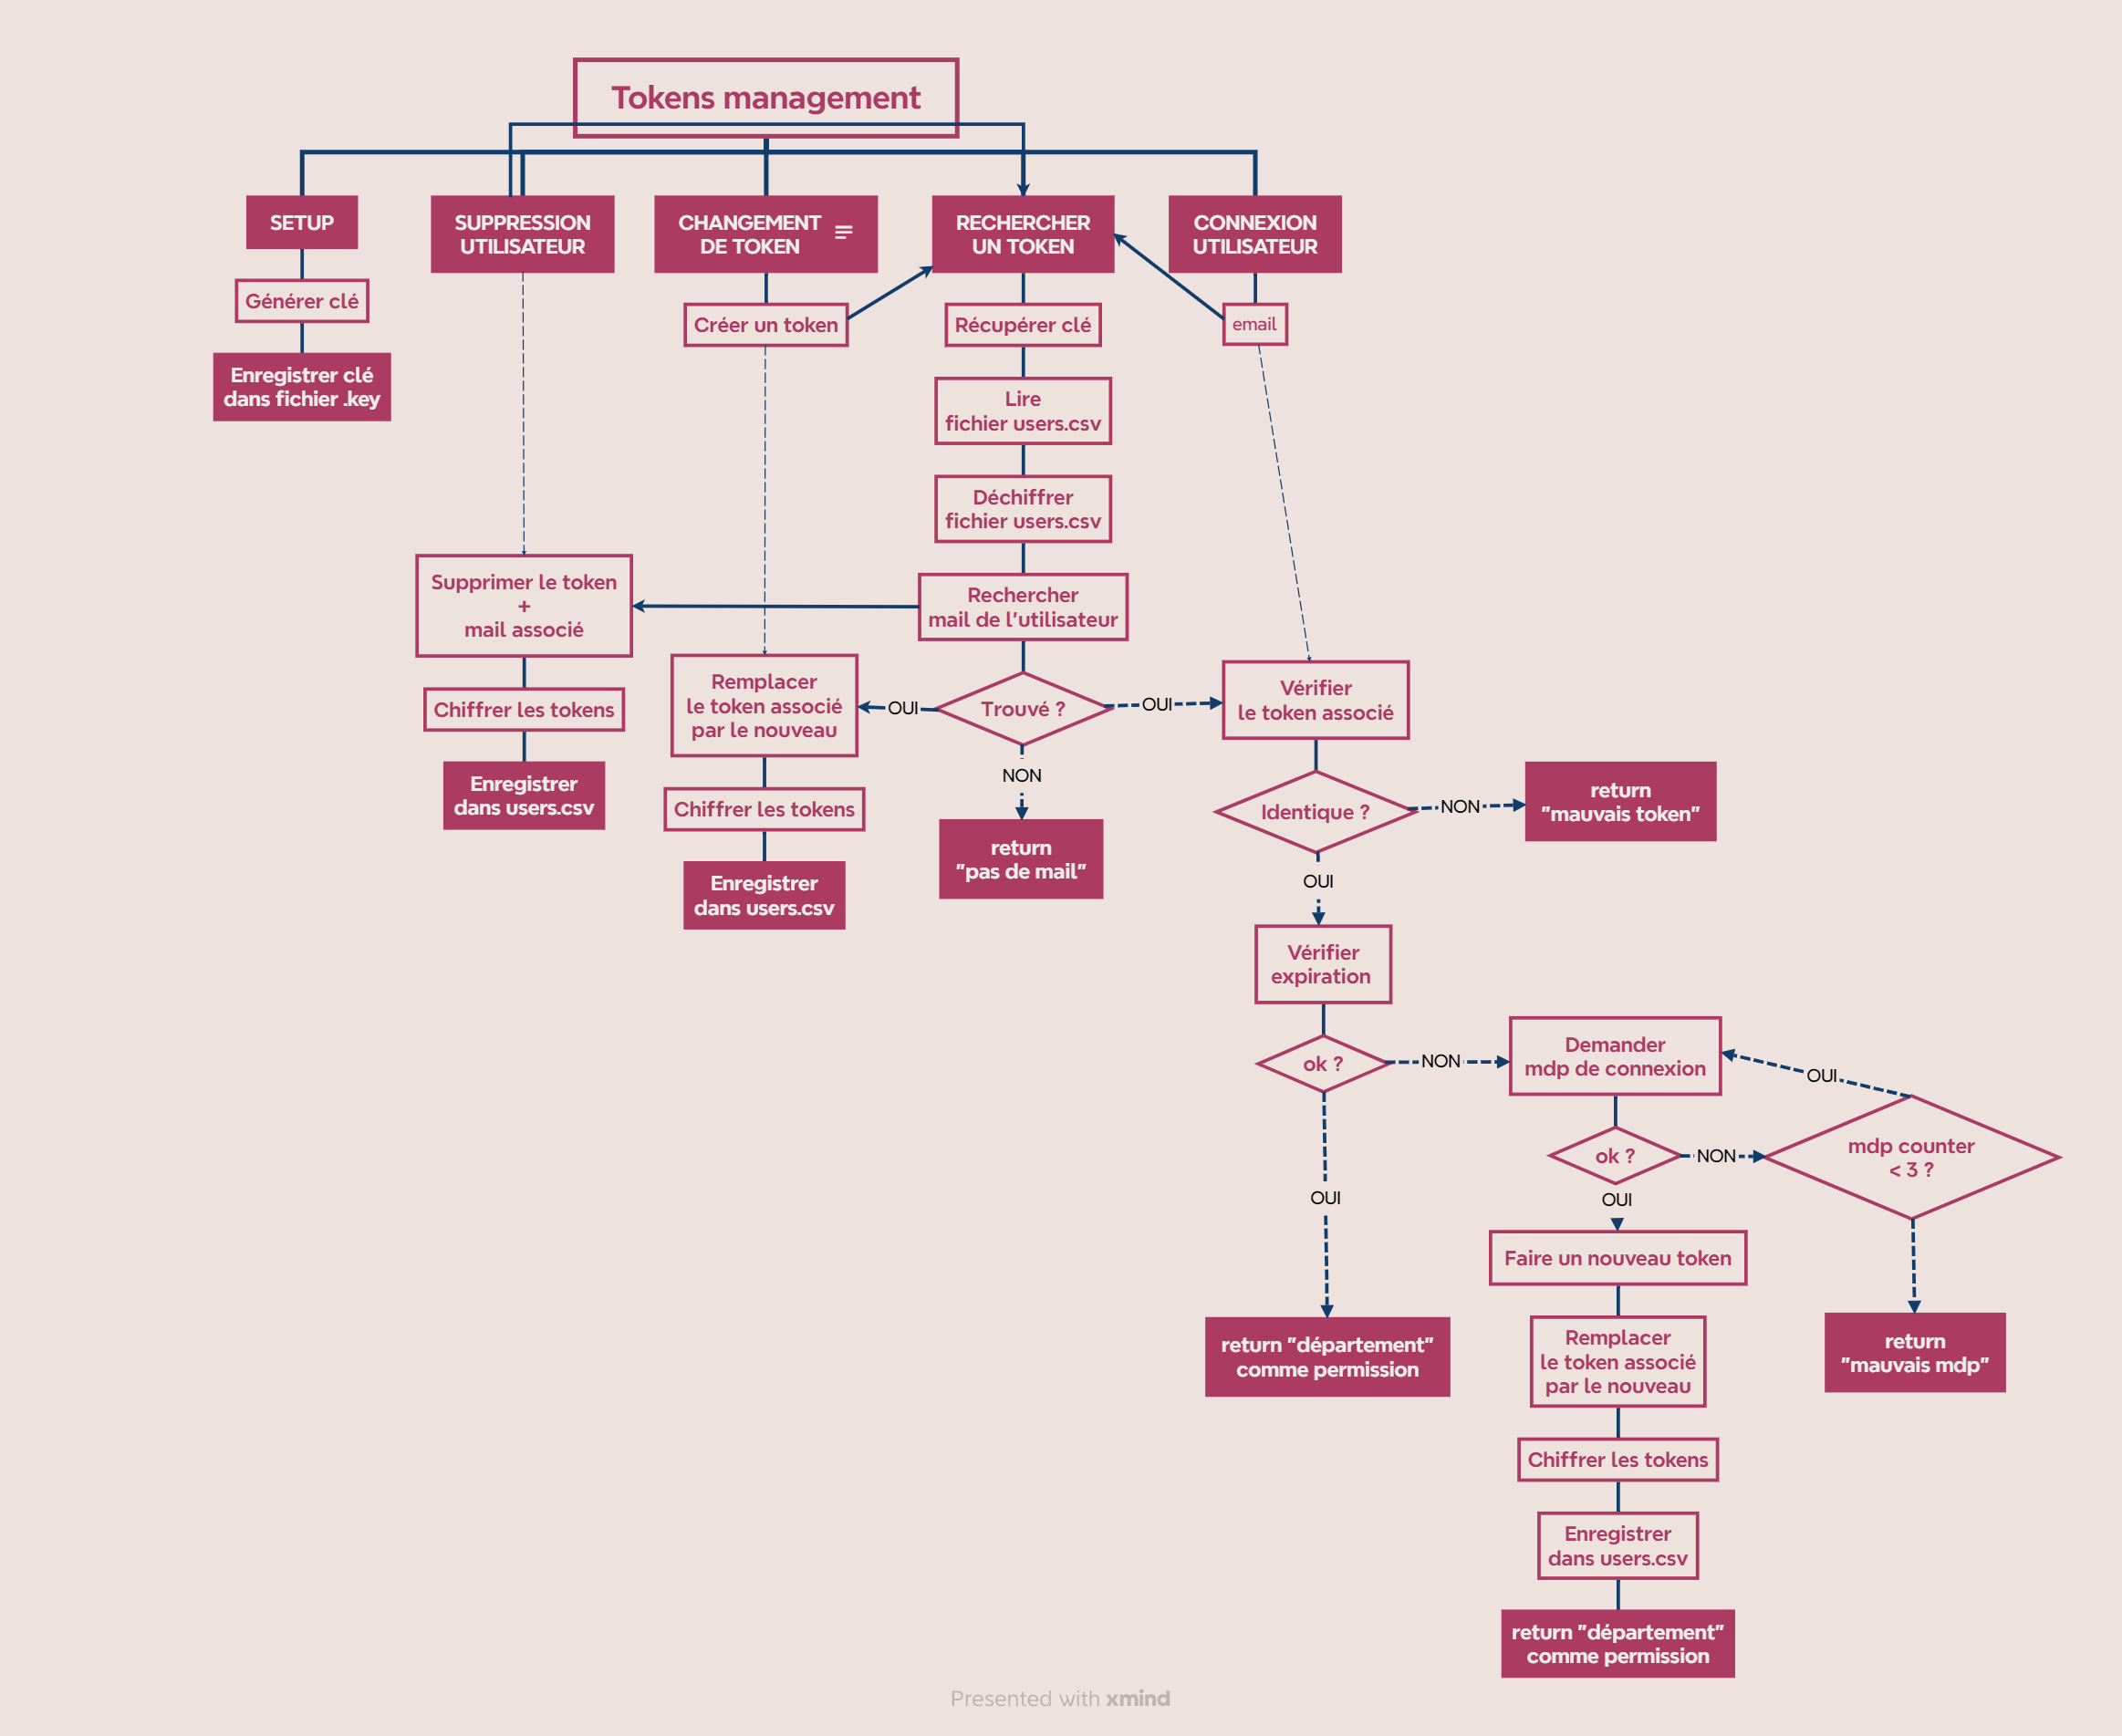 Tokens management
SETUP
SUPPRESSION
UTILISATEUR
CHANGEMENT
DE TOKEN
RECHERCHER
UN TOKEN
CONNEXION
UTILISATEUR
Générer clé
Enregistrer clé
dans fichier .key
Créer un token
Récupérer clé
email
Lire
fichier users.csv
Déchiffrer
fichier users.csv
Rechercher
mail de l'utilisateur
Supprimer le token
+
mail associé
Chiffrer les tokens
Enregistrer
dans users.csv
Remplacer
le token associé
par le nouveau
OUI
Trouvé ?
OUI
Vérifier
le token associé
Chiffrer les tokens
Enregistrer
dans users.csv
NON
return
"pas de mail"
Identique ?
NON
return
"mauvais token"
OUI
Vérifier
expiration
ok ?
NON
Demander
mdp de connexion
OUI
ok ?
NON
mdp counter
< 3 ?
OUI
OUI
Faire un nouveau token
return "département"
comme permission
Remplacer
le token associé
par le nouveau
return
"mauvais mdp"
Chiffrer les tokens
Enregistrer
dans users.csv
return "département"
comme permission
Presented with xmind